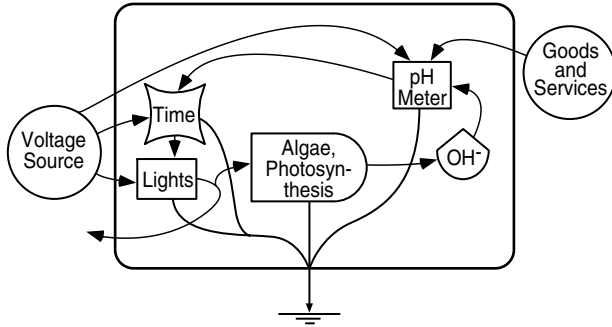 Goods
and
Services
pH
Meter
Time
Voltage
Source
Algae,
Photosyn-
thesis
OH-
Lights